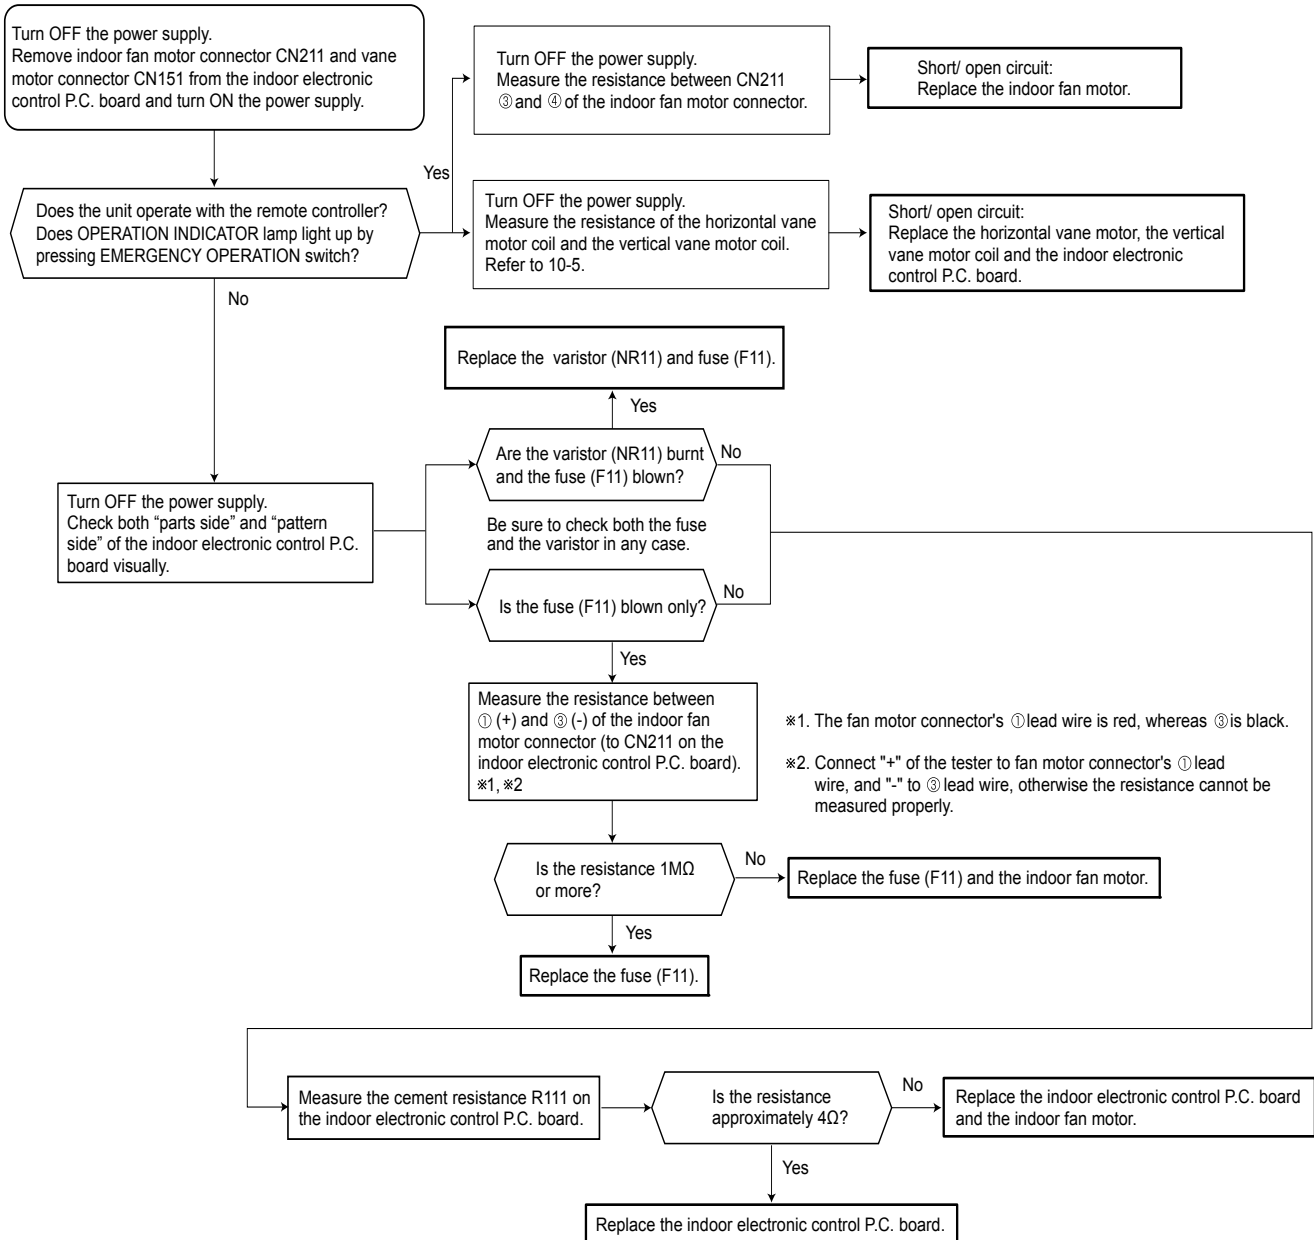 Turn OFF the power supply.
Remove indoor fan motor connector CN211 and vane
motor connector CN151 from the indoor electronic
control P.C. board and turn ON the power supply.
Turn OFF the power supply.
Measure the resistance between CN211
③ and ④ of the indoor fan motor connector.
Short/ open circuit:
Replace the indoor fan motor.
Yes
Does the unit operate with the remote controller?
Does OPERATION INDICATOR lamp light up by
pressing EMERGENCY OPERATION switch?
Turn OFF the power supply.
Measure the resistance of the horizontal vane
motor coil and the vertical vane motor coil.
Refer to 10-5.
Short/ open circuit:
Replace the horizontal vane motor, the vertical
vane motor coil and the indoor electronic
control P.C. board.
No
Replace the varistor (NR11) and fuse (F11).
Yes
Are the varistor (NR11) burnt
and the fuse (F11) blown?
No
Turn OFF the power supply.
Check both “parts side” and “pattern
side” of the indoor electronic control P.C.
board visually.
Be sure to check both the fuse
and the varistor in any case.
Is the fuse (F11) blown only?
No
Yes
Measure the resistance between
① (+) and ③ (-) of the indoor fan
motor connector (to CN211 on the
indoor electronic control P.C. board).
※1, ※2
※1. The fan motor connector's ① lead wire is red, whereas ③ is black.
※2. Connect "+" of the tester to fan motor connector's ① lead
wire, and "-" to ③ lead wire, otherwise the resistance cannot be
measured properly.
Is the resistance 1MΩ
or more?
No
Replace the fuse (F11) and the indoor fan motor.
Yes
Replace the fuse (F11).
Measure the cement resistance R111 on
the indoor electronic control P.C. board.
Is the resistance
approximately 4Ω?
No
Replace the indoor electronic control P.C. board
and the indoor fan motor.
Yes
Replace the indoor electronic control P.C. board.